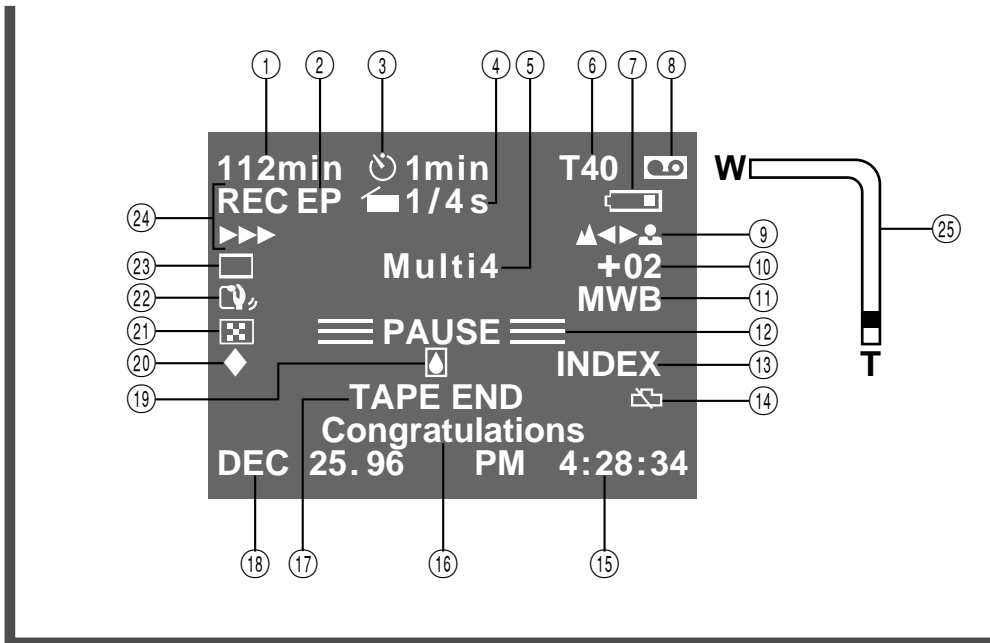 ① ② ③ ④ ⑤ ⑥ ⑦ ⑧
112min 1min T40
REC EP 1/4s
W
㉔ ㉕
⑨
㉓ Multi4 +02 ⑩
㉒ MWB ⑪
㉑ PAUSE ⑫
⑳ INDEX ⑬
T
⑲ TAPE END ⑭
Congratulations
DEC 25.96 PM 4:28:34
⑱ ⑰ ⑯ ⑮